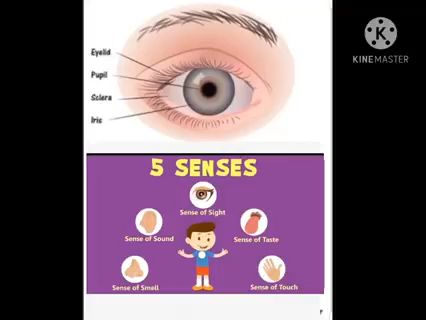 Eyelid
Pupil
Sclera
Iris
KINEMASTER
5 SENSES
Sense of Sight
Sense of Sound
Sense of Taste
Sense of Smell
Sense of Touch